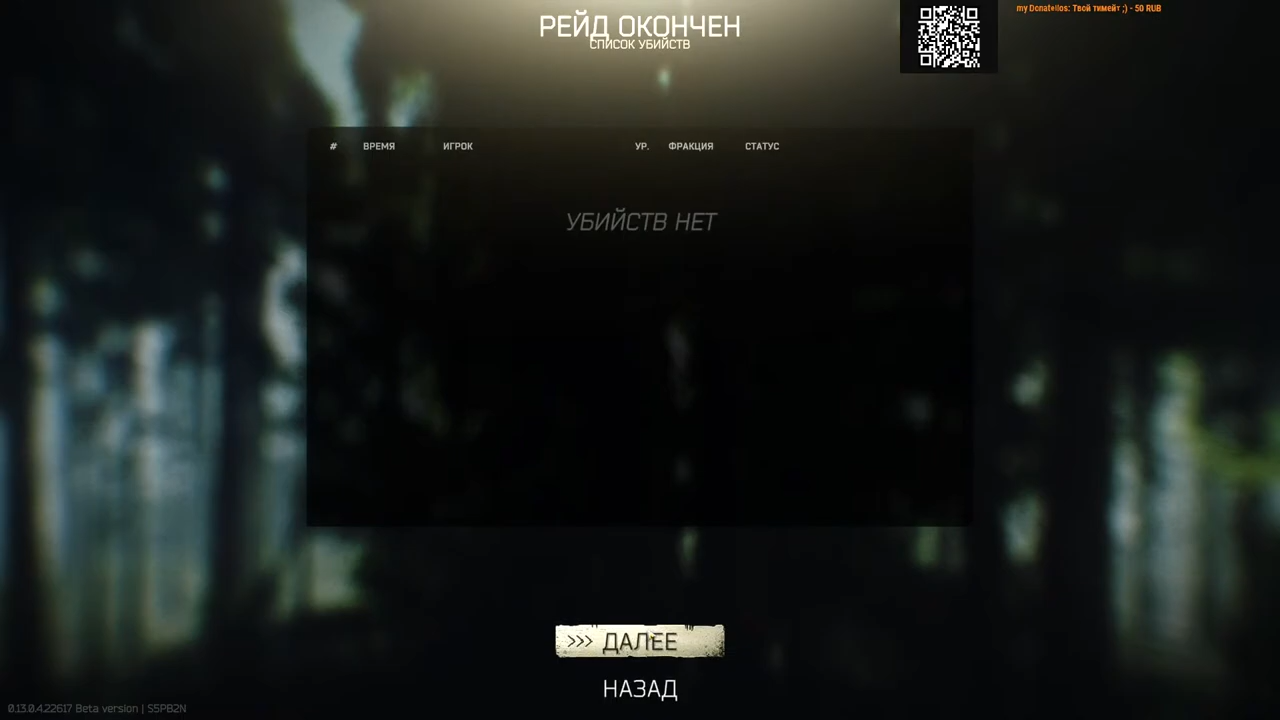 my Donatellos: Твой тимейт ;) - 50 RUB
РЕЙД ОКОНЧЕН
СПИСОК УБИЙСТВ
# ВРЕМЯ ИГРОК УР. ФРАКЦИЯ СТАТУС
УБИЙСТВ НЕТ
>>> ДАЛЕЕ
НАЗАД
0.13.0.4.22617 Beta version | S5PB2N